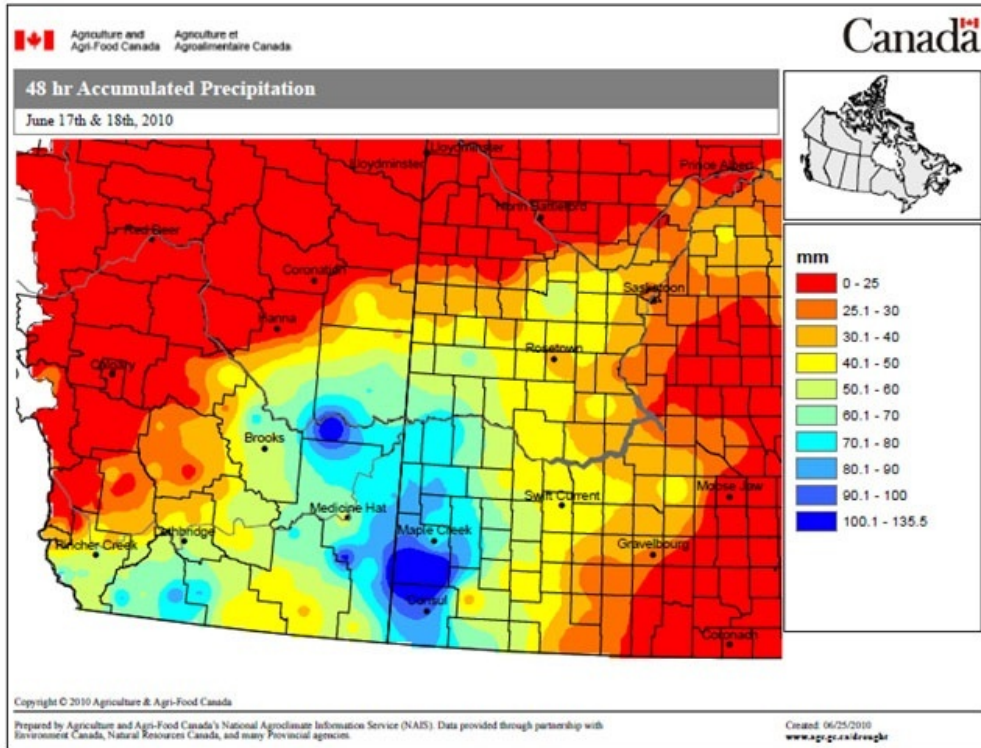 Agriculture and Agriculture et
Agri-Food Canada Agroalimentaire Canada
Canada
48 hr Accumulated Precipitation
June 17th & 18th, 2010
Lloydminster
Lloydminster
Prince Albert
North Battleford
Red Deer
Coronation
Saskatoon
Hanna
Rosetown
Calgary
Brooks
Medicine Hat
Swift Current
Moose Jaw
Lethbridge
Maple Creek
Pincher Creek
Gravelbourg
Consul
Coronach
mm
0 - 25
25.1 - 30
30.1 - 40
40.1 - 50
50.1 - 60
60.1 - 70
70.1 - 80
80.1 - 90
90.1 - 100
100.1 - 135.5
Copyright © 2010 Agriculture & Agri-Food Canada
Prepared by Agriculture and Agri-Food Canada's National Agroclimate Information Service (NAIS). Data provided through partnership with
Environment Canada, Natural Resources Canada, and many Provincial agencies.
Created: 06/25/2010
www.agr.gc.ca/drought